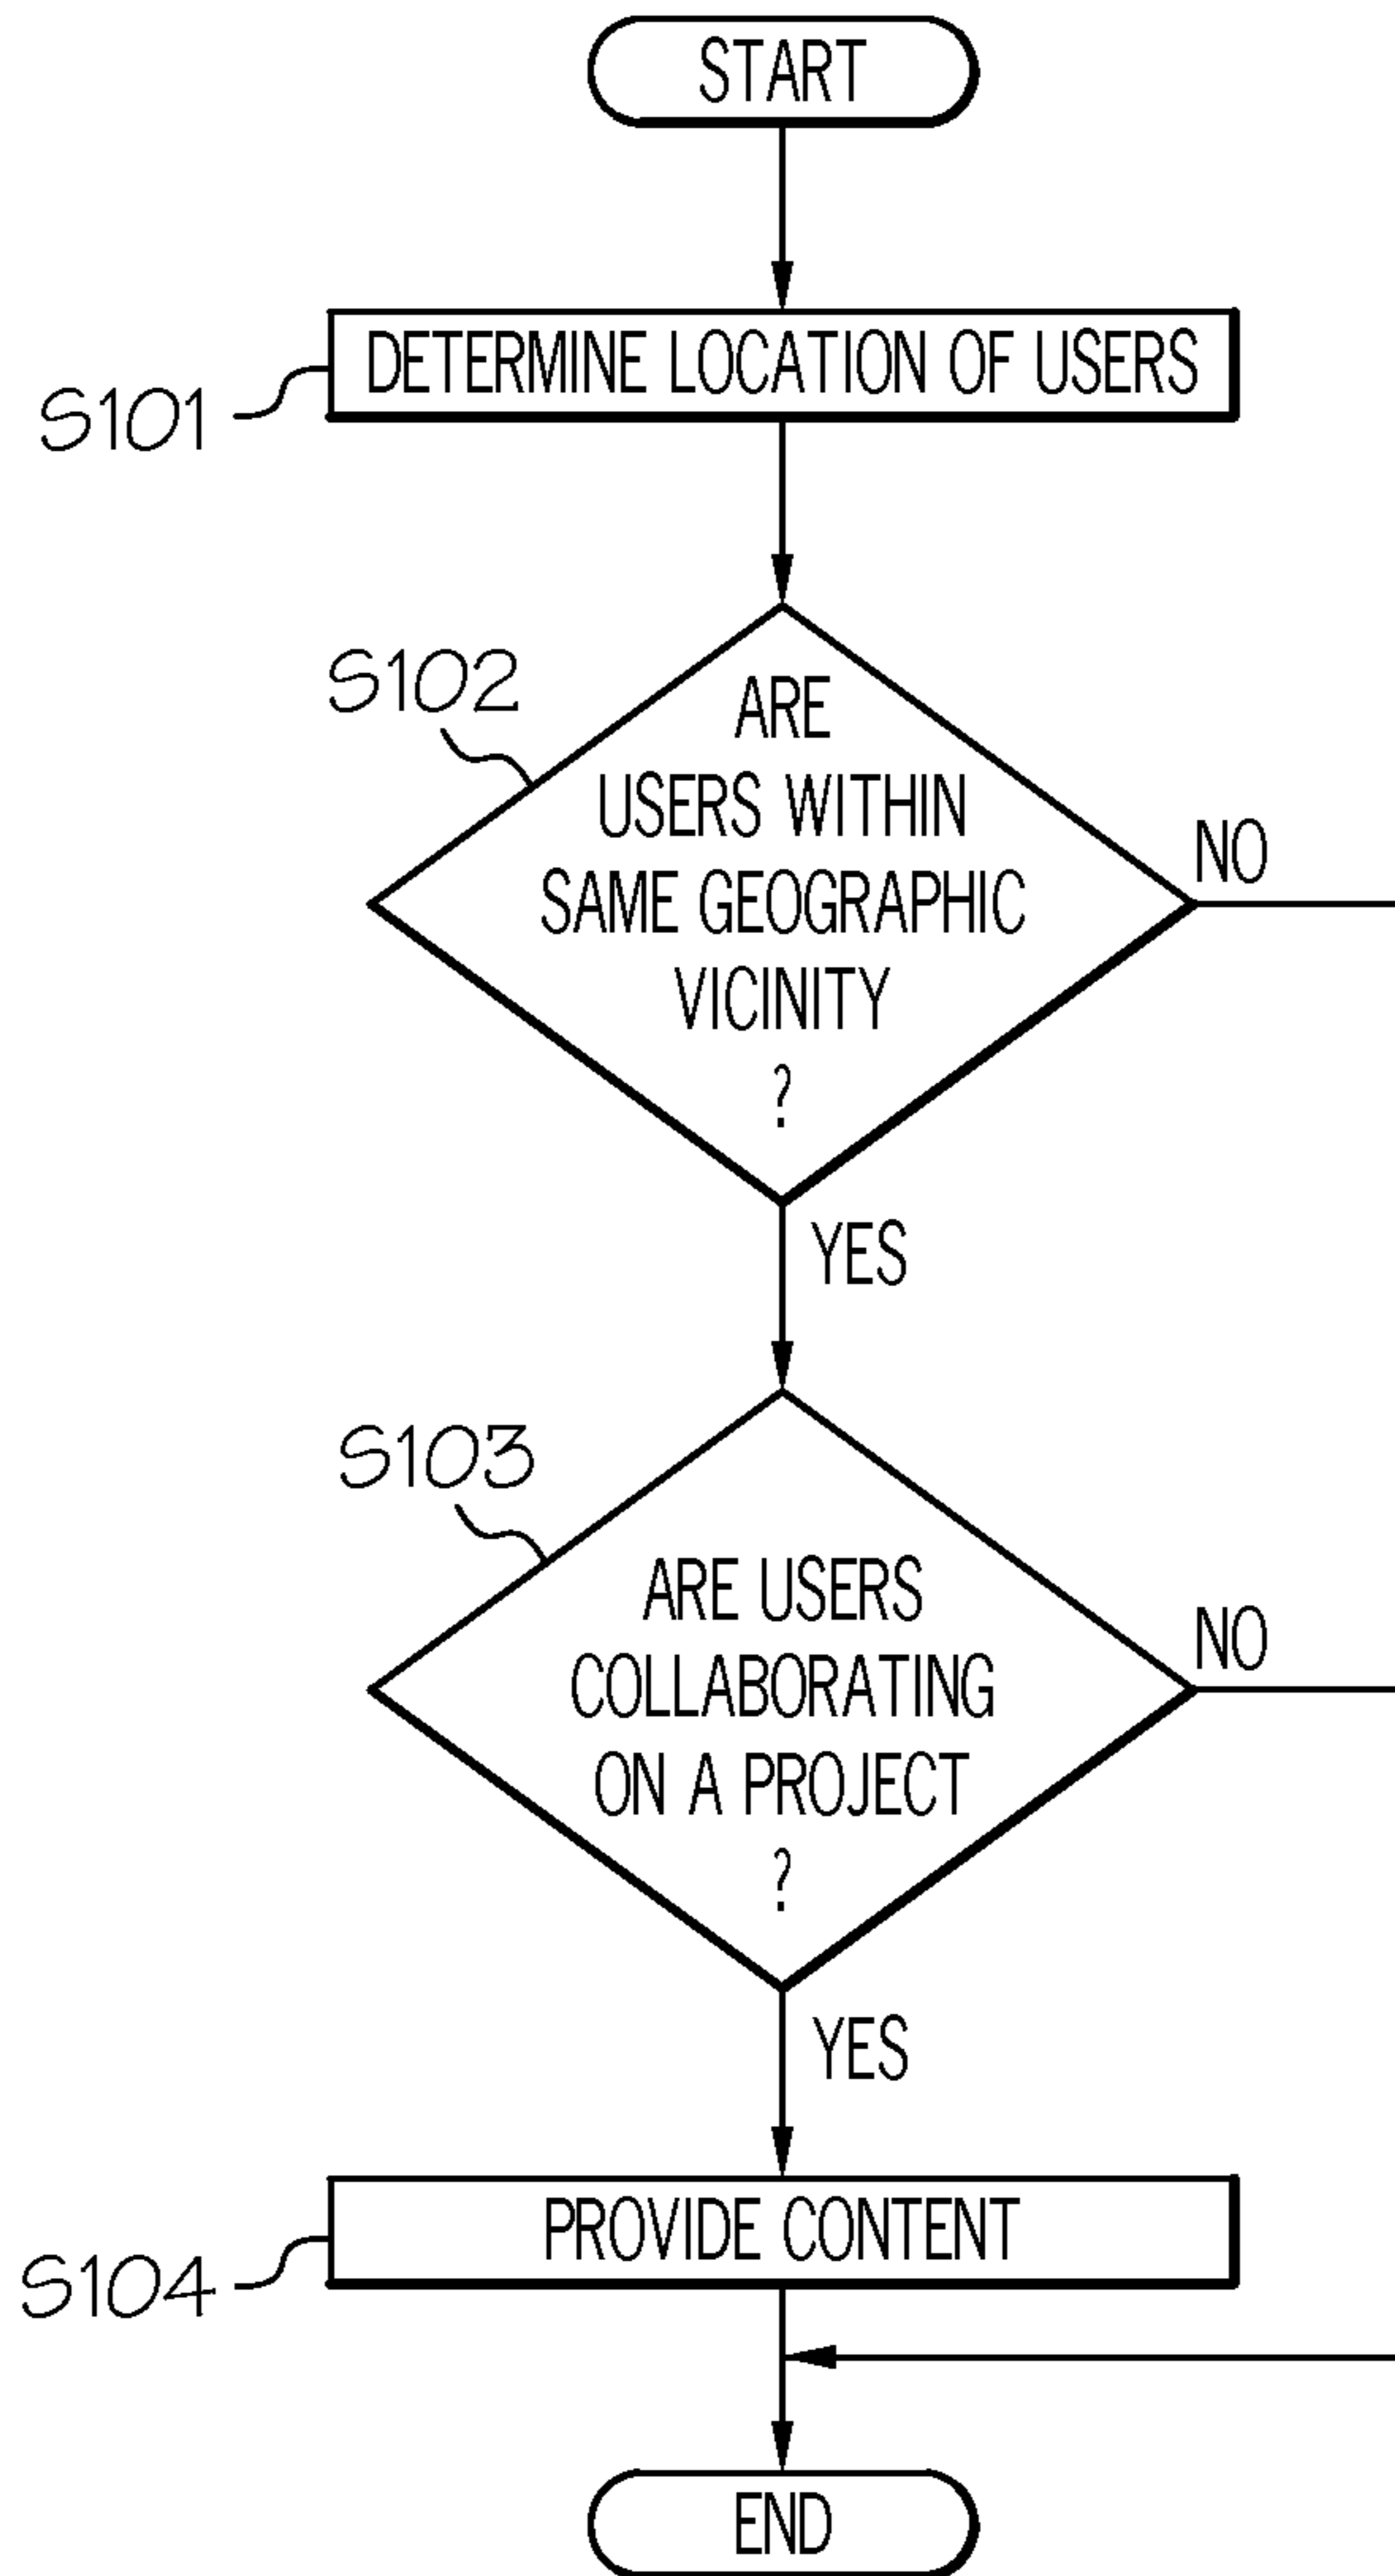 START
DETERMINE LOCATION OF USERS
S101
S102
ARE
USERS WITHIN
SAME GEOGRAPHIC
VICINITY
?
NO
YES
S103
ARE USERS
COLLABORATING
ON A PROJECT
?
NO
YES
PROVIDE CONTENT
S104
END